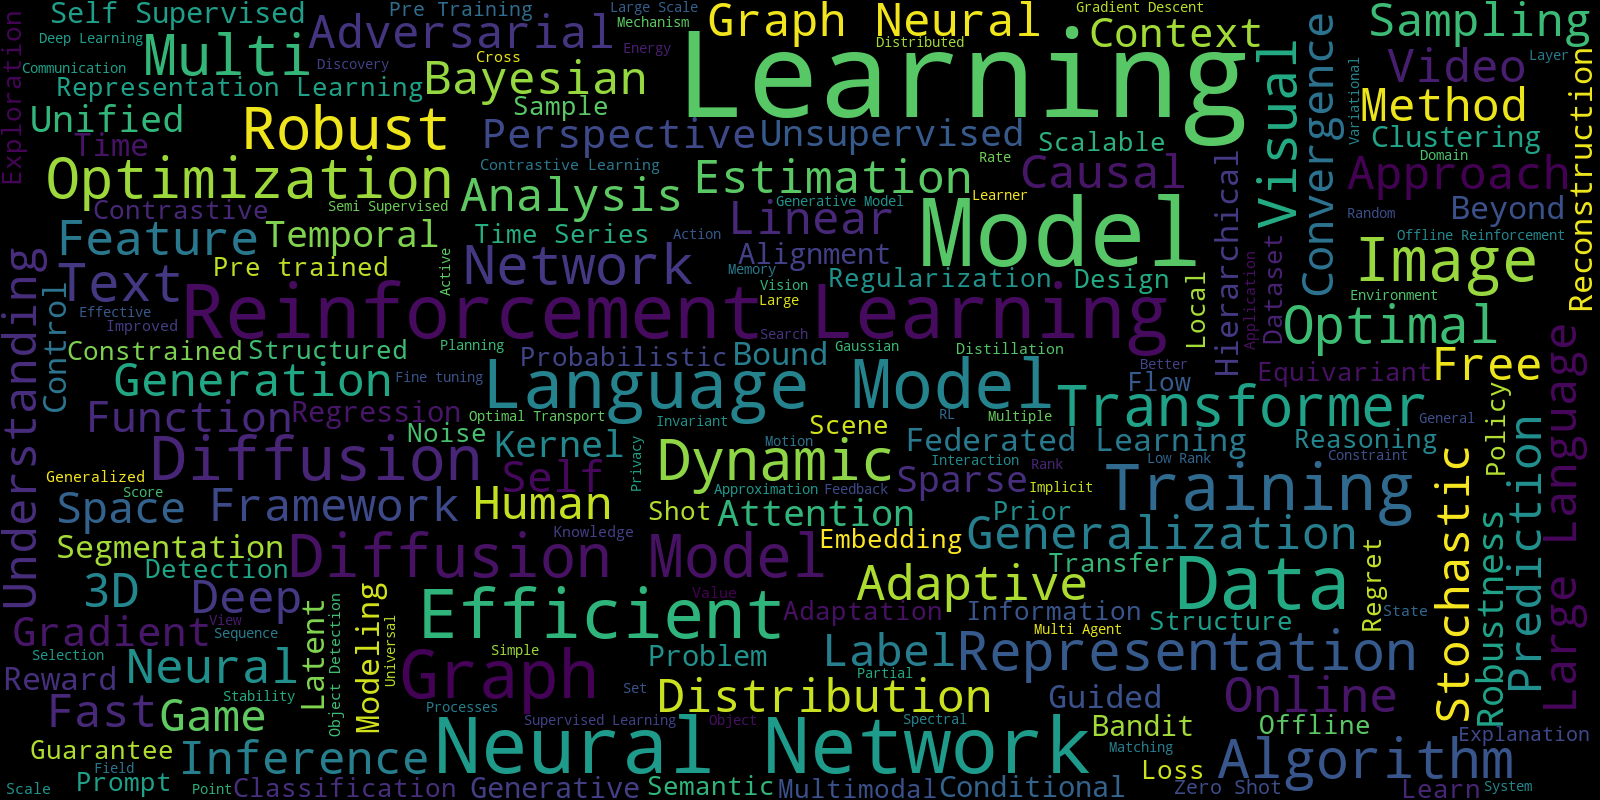 Self Supervised
Pre Training
Large Scale
Gradient Descent
Graph Neural
Sampling
Deep Learning
Multi
Adversarial
Mechanism
Energy
Distributed
Context
Learning
Video
Layer
Communication
Discovery
Cross
Bayesian
Representation Learning
Exploration
Unified
Time
Robust
Sample
Perspective
Unsupervised
Scalable
Visual
Convergence
Variational
Method
Clustering
Domain
Reconstruction
Optimization
Contrastive Learning
Analysis
Estimation
Rate
Causal
Learner
Approach
Contrastive
Semi Supervised
Generative Model
Linear
Model
Hierarchical
Random
Beyond
Feature
Temporal
Time Series
Action
Alignment
Offline Reinforcement
Text
Pre trained
Active
Network
Memory
Vision
Large
Regularization
Design
Local
Application
Dataset
Image
Environment
Understanding
Control
Effective
Improved
Reinforcement Learning
Search
Optimal
Constrained
Structured
Planning
Probabilistic
Bound
Gaussian
Distillation
Better
Flow
Equivariant
Free
Large Language
Generation
Fine tuning
Language Model
Transformer
General
Policy
Function
Regression
Optimal Transport
Invariant
Scene
RL
Multiple
Noise
Kernel
Privacy
Motion
Federated Learning
Reasoning
Constraint
Prediction
Diffusion
Self
Dynamic
Interaction
Rank
Low Rank
Generalized
Score
Space
Framework
Human
Approximation
Feedback
Sparse
Implicit
Training
Stochastic
Shot
Attention
Prior
Robustness
Segmentation
Detection
Knowledge
Diffusion Model
Embedding
Generalization
Transfer
Regret
3D
Deep
Modeling
Value
Adaptive
Data
Gradient
View
Sequence
Latent
Object Detection
Universal
Efficient
Adaptation
Information
Structure
State
Multi Agent
Selection
Neural
Simple
Graph
Problem
Label
Representation
Reward
Stability
Set
Partial
Distribution
Guided
Online
Fast
Game
Processes
Supervised Learning
Object
Spectral
Bandit
Offline
Explanation
Guarantee
Field
Inference
Neural Network
Matching
Loss
Algorithm
Scale
Prompt
Point
Classification
Generative
Semantic
Multimodal
Conditional
Zero Shot
Learn
System